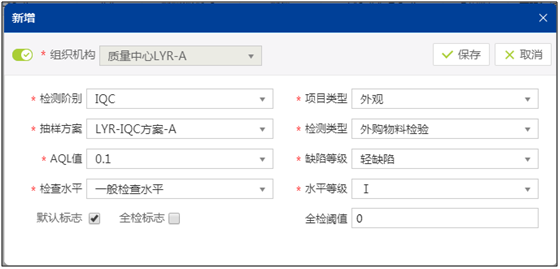 新增
* 组织机构 质量中心LYR-A 保存 取消
* 检测阶别 IQC * 项目类型 外观
* 抽样方案 LYR-IQC方案-A * 检测类型 外购物料检验
* AQL值 0.1 * 缺陷等级 轻缺陷
* 检查水平 一般检查水平 * 水平等级 I
默认标志 全检标志 全检阈值 0